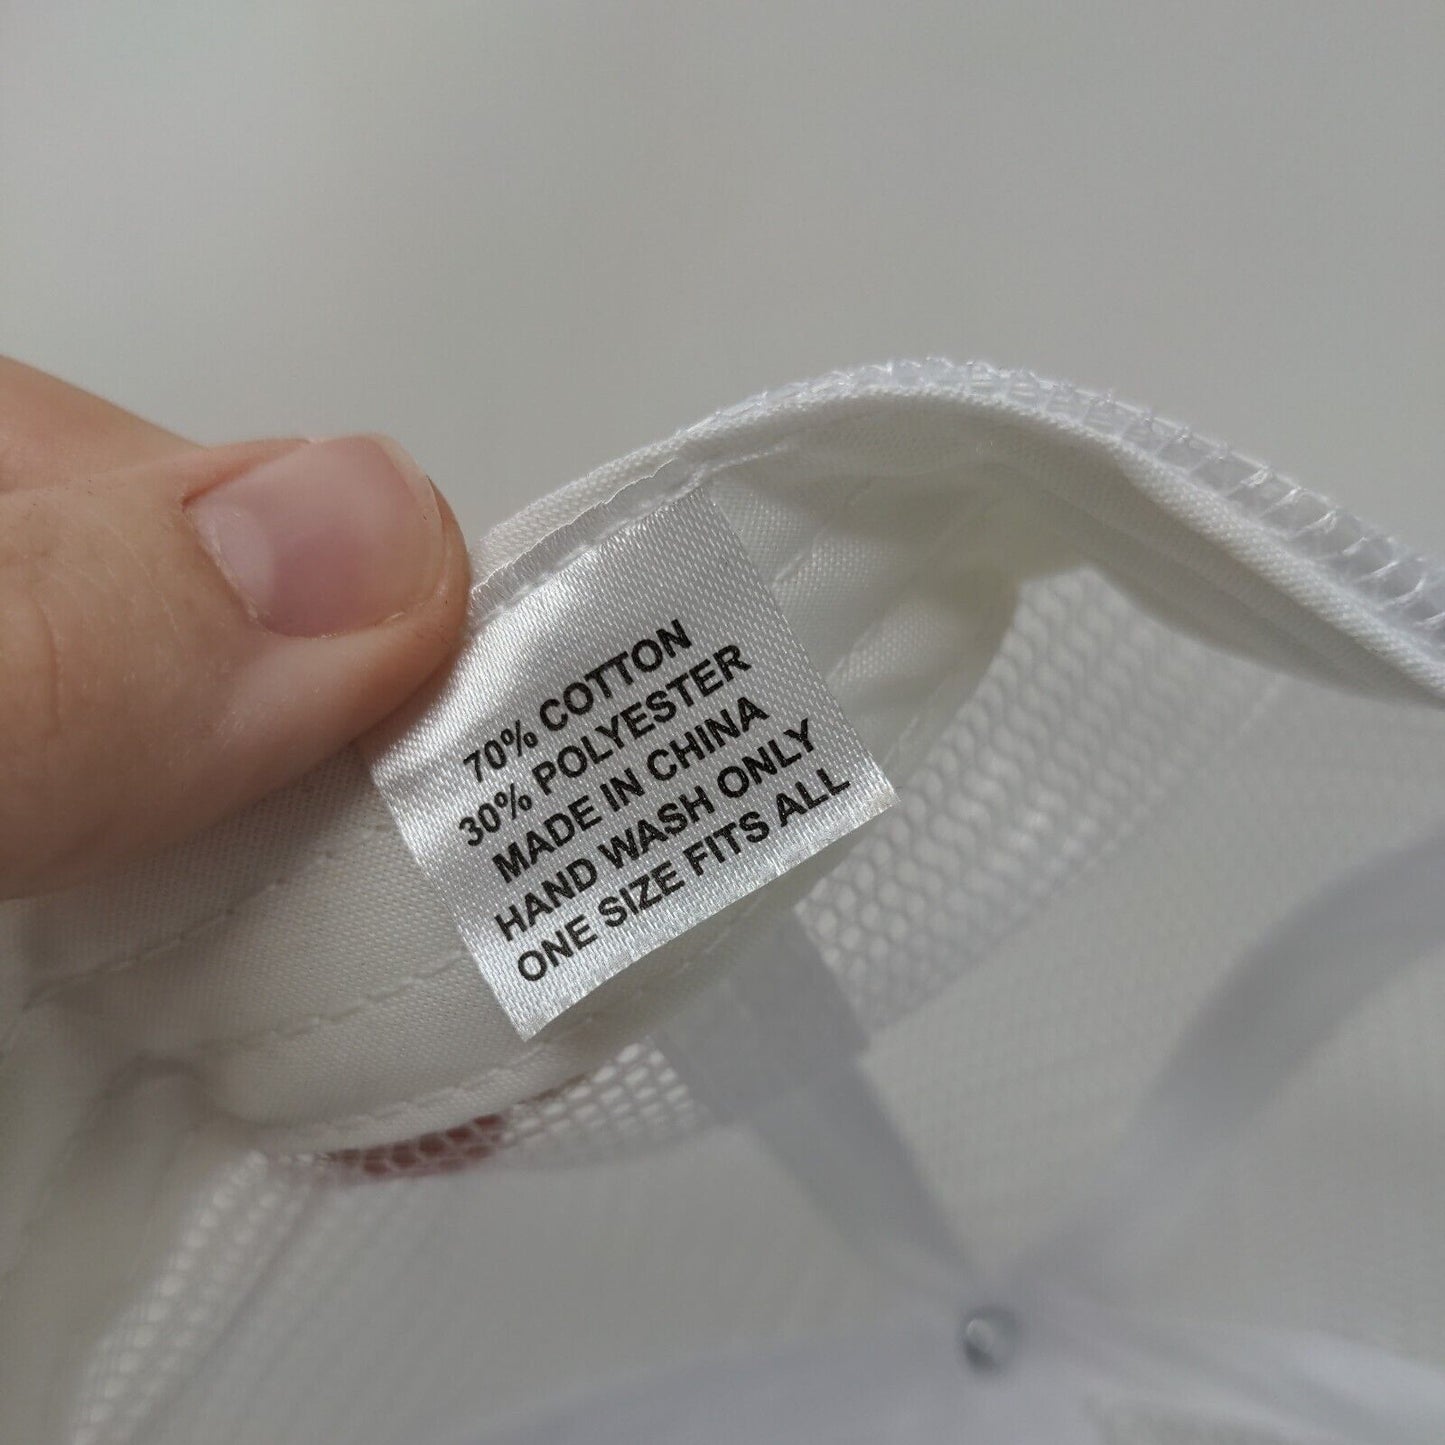 70% COTTON
30% POLYESTER
MADE IN CHINA
HAND WASH ONLY
ONE SIZE FITS ALL